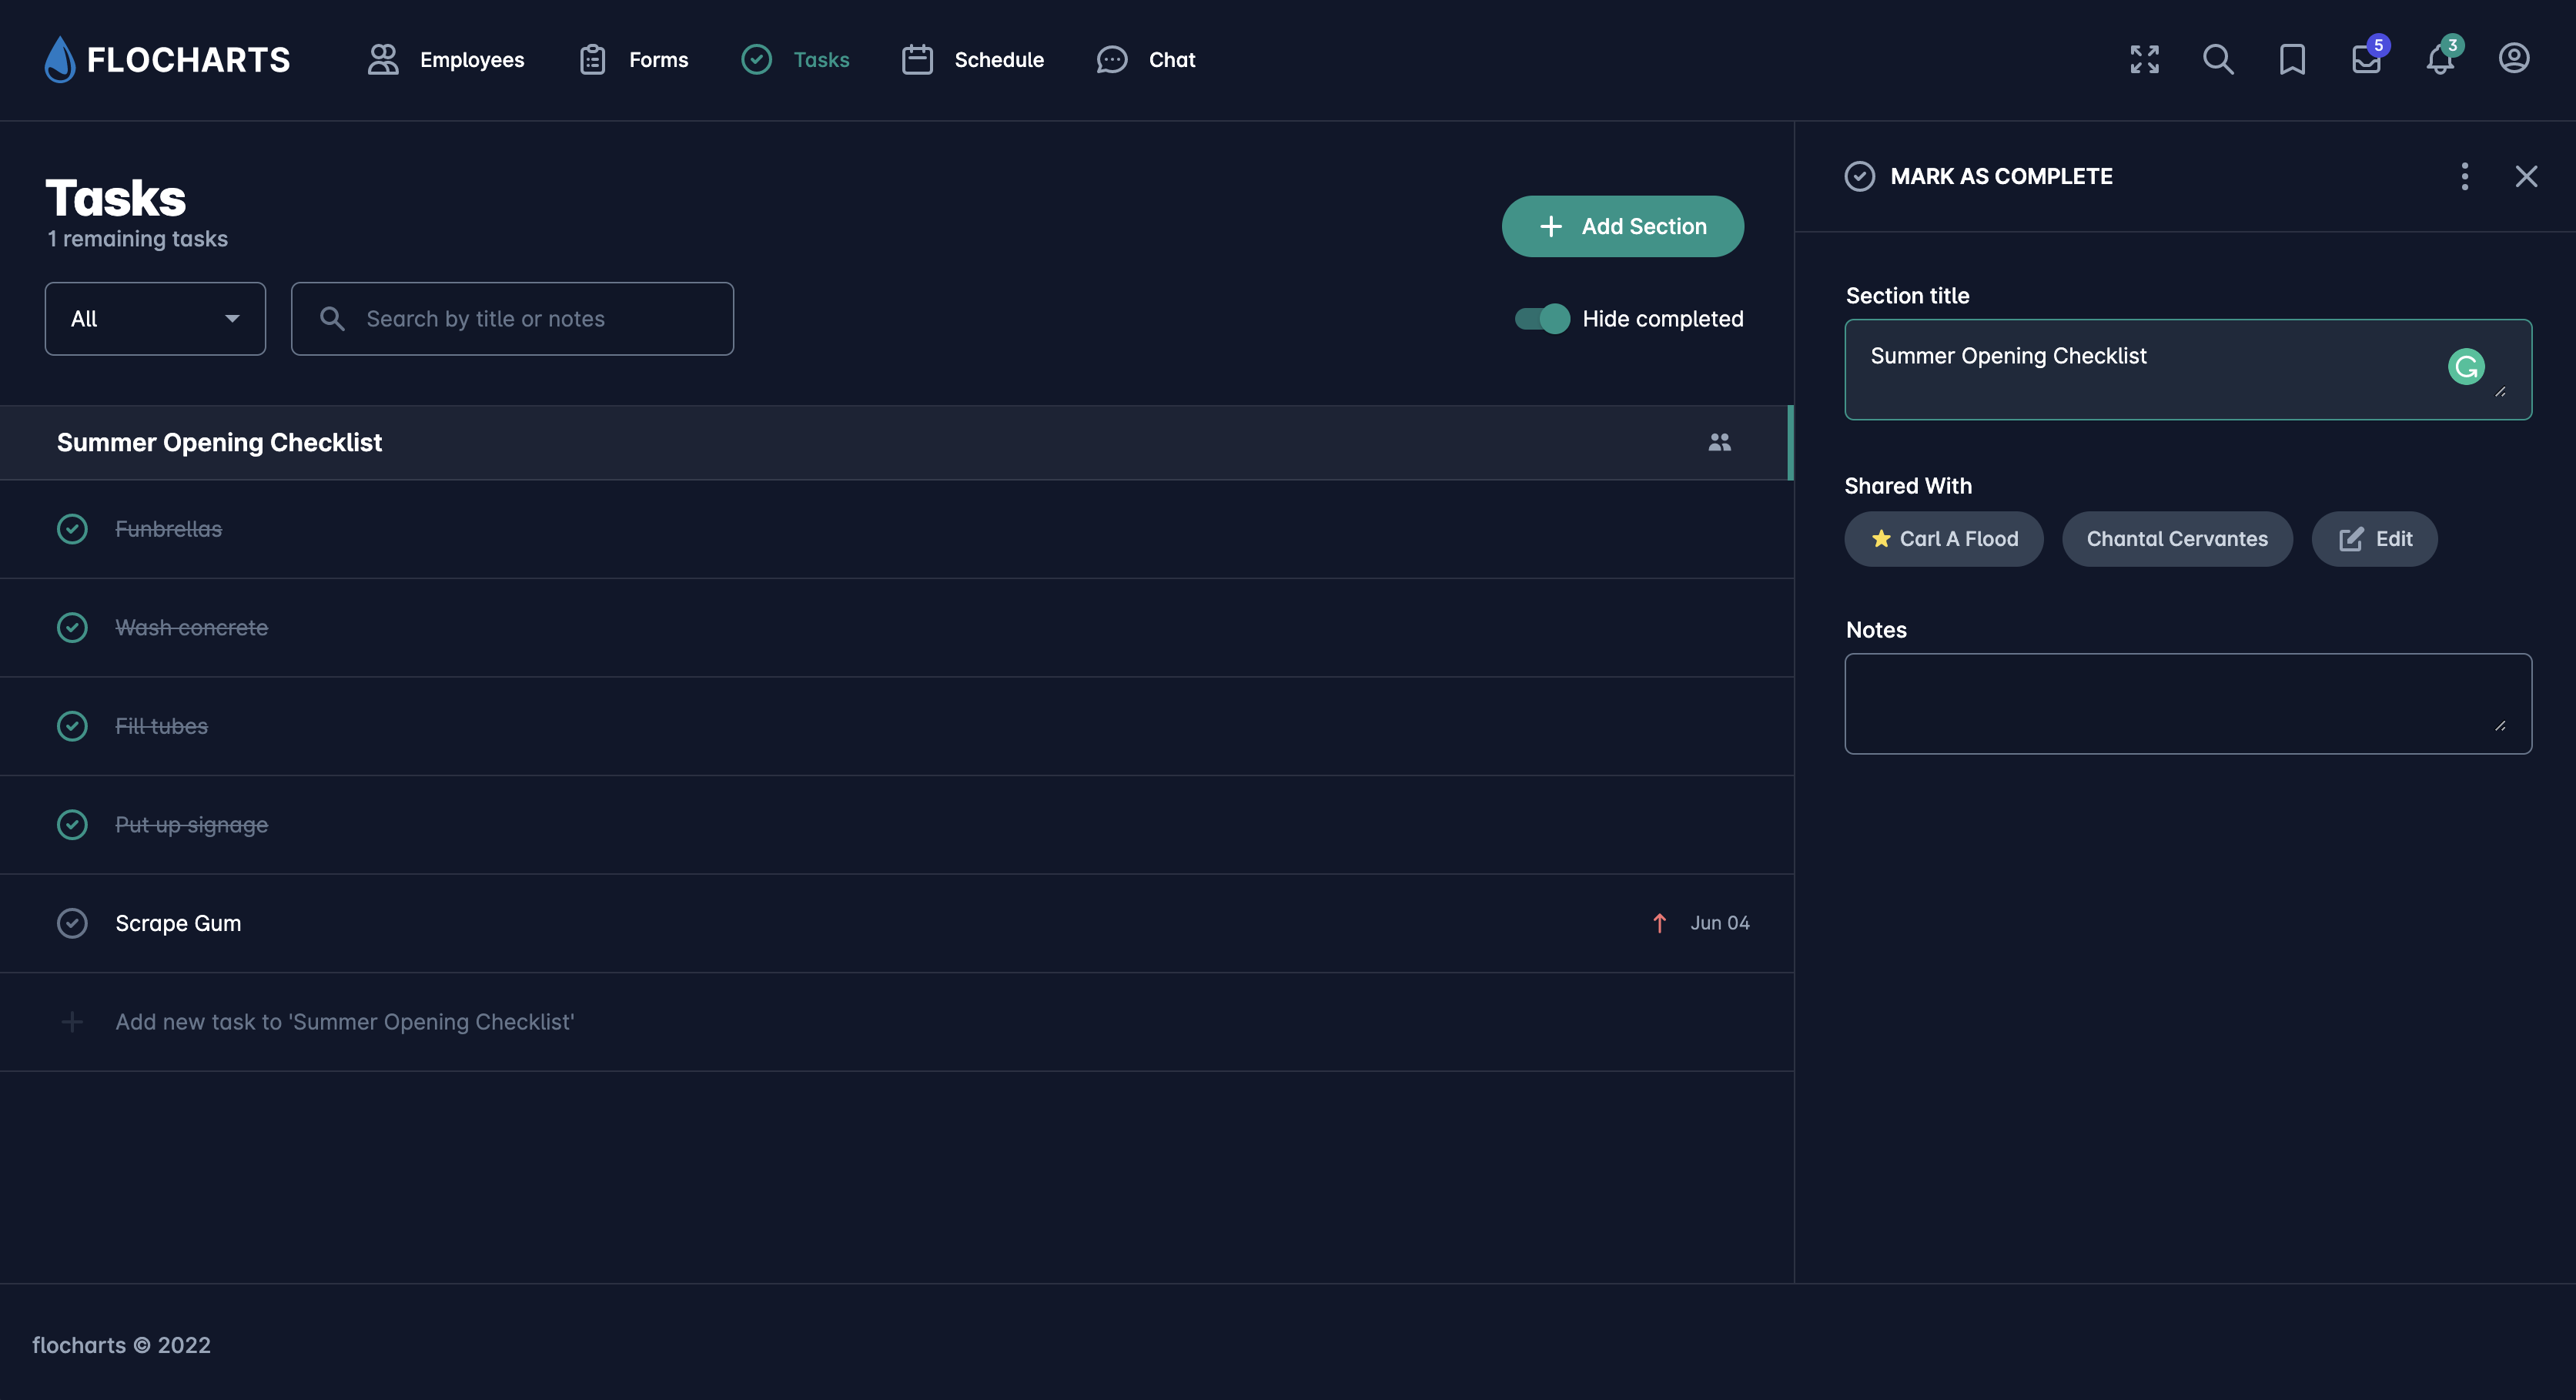 FLOCHARTS
Employees
Forms
Tasks
Schedule
Chat
5
3
Tasks
1 remaining tasks
Add Section
All
Search by title or notes
Hide completed
Summer Opening Checklist
Funbrellas
Wash concrete
Fill tubes
Put up signage
Scrape Gum
Jun 04
Add new task to 'Summer Opening Checklist'
MARK AS COMPLETE
Section title
Summer Opening Checklist
Shared With
Carl A Flood
Chantal Cervantes
Edit
Notes
flocharts © 2022